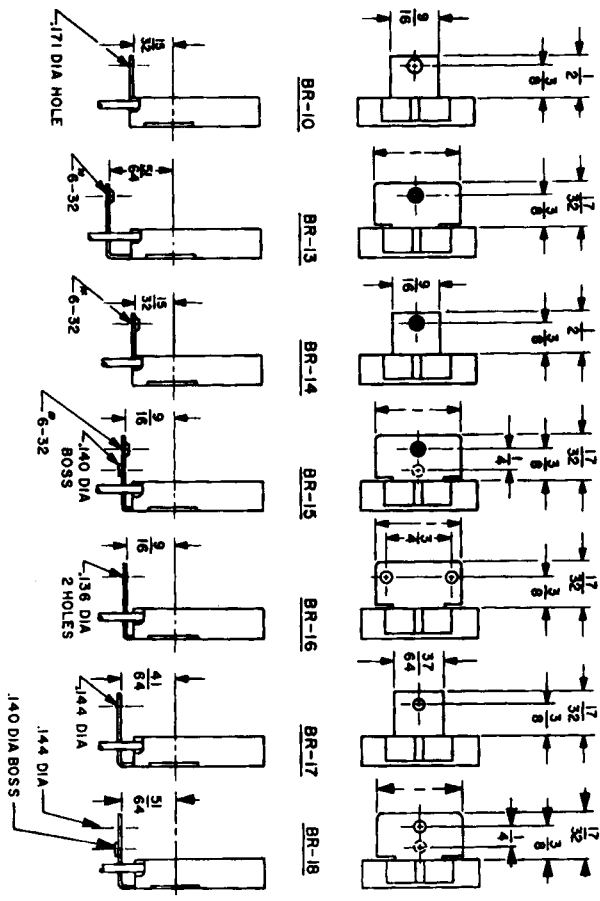 1/2
3/8
9/16
BR-10
15/32
.171 DIA HOLE
17/32
3/8
BR-13
51/64
#6-32
1/2
3/8
9/16
BR-14
15/32
#6-32
17/32
3/8
1/4
BR-15
9/16
#6-32
.140 DIA
BOSS
17/32
3/8
3/4
BR-16
9/16
.136 DIA
2 HOLES
17/32
3/8
37/64
BR-17
41/64
.144 DIA
17/32
3/8
1/4
BR-18
51/64
.144 DIA
.140 DIA BOSS